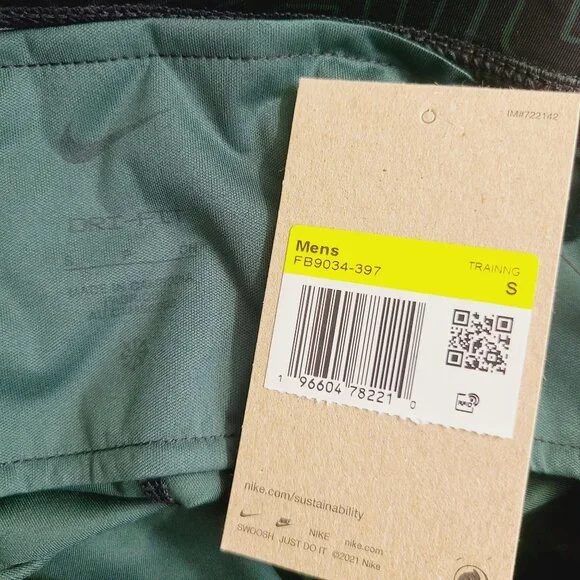 DRI-FIT
IM#722142
Mens
FB9034-397
TRAINNG
S
1 96604 78221 0
nike.com/sustainability
NIKE nike.com
SWOOSH JUST DO IT ©2021 NIKE